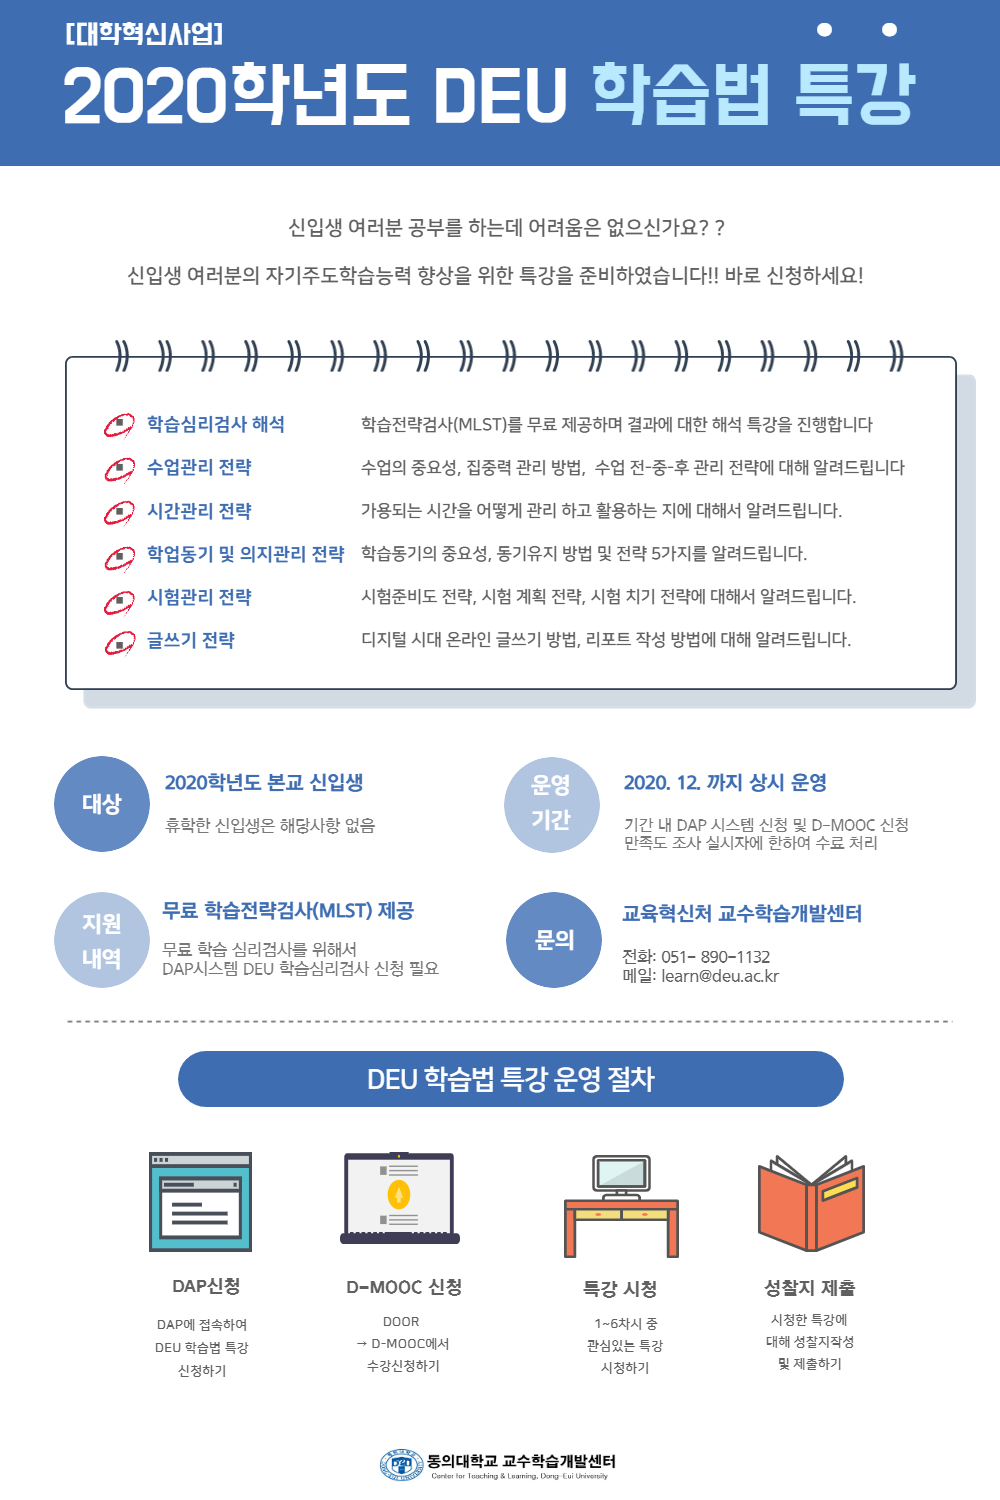 [대학혁신사업]
2020학년도 DEU 학습법 특강
신입생 여러분 공부를 하는데 어려움은 없으신가요? ?
신입생 여러분의 자기주도학습능력 향상을 위한 특강을 준비하였습니다!! 바로 신청하세요!
학습심리검사 해석 학습전략검사(MLST)를 무료 제공하며 결과에 대한 해석 특강을 진행합니다
수업관리 전략 수업의 중요성, 집중력 관리 방법, 수업 전-중-후 관리 전략에 대해 알려드립니다
시간관리 전략 가용되는 시간을 어떻게 관리 하고 활용하는 지에 대해서 알려드립니다.
학업동기 및 의지관리 전략 학습동기의 중요성, 동기유지 방법 및 전략 5가지를 알려드립니다.
시험관리 전략 시험준비도 전략, 시험 계획 전략, 시험 치기 전략에 대해서 알려드립니다.
글쓰기 전략 디지털 시대 온라인 글쓰기 방법, 리포트 작성 방법에 대해 알려드립니다.
대상
2020학년도 본교 신입생
휴학한 신입생은 해당사항 없음
운영
기간
2020. 12. 까지 상시 운영
기간 내 DAP 시스템 신청 및 D-MOOC 신청
만족도 조사 실시자에 한하여 수료 처리
지원
내역
무료 학습전략검사(MLST) 제공
무료 학습 심리검사를 위해서
DAP시스템 DEU 학습심리검사 신청 필요
문의
교육혁신처 교수학습개발센터
전화: 051- 890-1132
메일: learn@deu.ac.kr
DEU 학습법 특강 운영 절차
DAP신청
DAP에 접속하여
DEU 학습법 특강
신청하기
D-MOOC 신청
DOOR
→ D-MOOC에서
수강신청하기
특강 시청
1~6차시 중
관심있는 특강
시청하기
성찰지 제출
시청한 특강에
대해 성찰지작성
및 제출하기
동의대학교 교수학습개발센터
Center for Teaching & Learning, Dong-Eui University